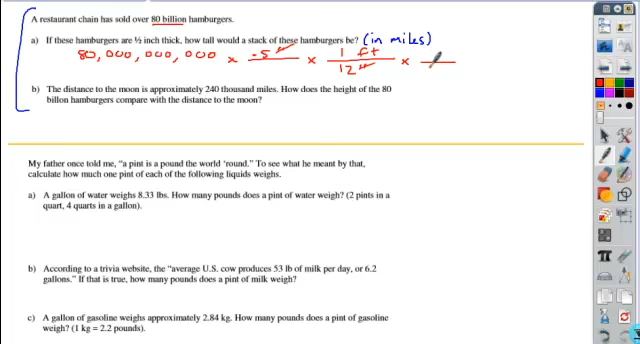 A restaurant chain has sold over 80 billion hamburgers.
a) If these hamburgers are ½ inch thick, how tall would a stack of these hamburgers be? (in miles)
80,000,000,000 × .5" × 1 ft ×
12"
b) The distance to the moon is approximately 240 thousand miles. How does the height of the 80
billon hamburgers compare with the distance to the moon?
My father once told me, “a pint is a pound the world ’round.” To see what he meant by that,
calculate how much one pint of each of the following liquids weighs.
a) A gallon of water weighs 8.33 lbs. How many pounds does a pint of water weigh? (2 pints in a
quart, 4 quarts in a gallon).
b) According to a trivia website, the “average U.S. cow produces 53 lb of milk per day, or 6.2
gallons.” If that is true, how many pounds does a pint of milk weigh?
c) A gallon of gasoline weighs approximately 2.84 kg. How many pounds does a pint of gasoline
weigh? (1 kg = 2.2 pounds).